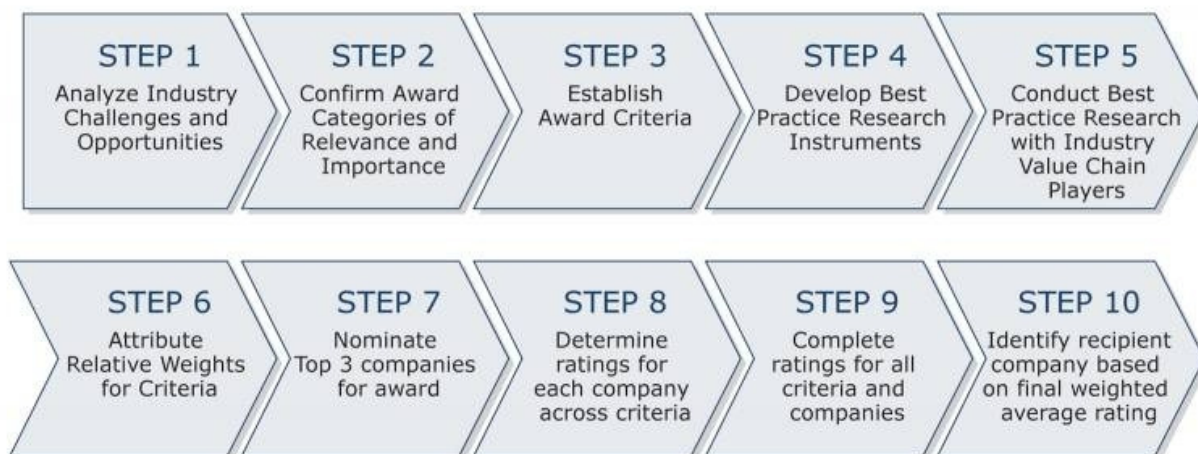 STEP 1
Analyze Industry
Challenges and
Opportunities
STEP 2
Confirm Award
Categories of
Relevance and
Importance
STEP 3
Establish
Award Criteria
STEP 4
Develop Best
Practice Research
Instruments
STEP 5
Conduct Best
Practice Research
with Industry
Value Chain
Players
STEP 6
Attribute
Relative Weights
for Criteria
STEP 7
Nominate
Top 3 companies
for award
STEP 8
Determine
ratings for
each company
across criteria
STEP 9
Complete
ratings for all
criteria and
companies
STEP 10
Identify recipient
company based
on final weighted
average rating